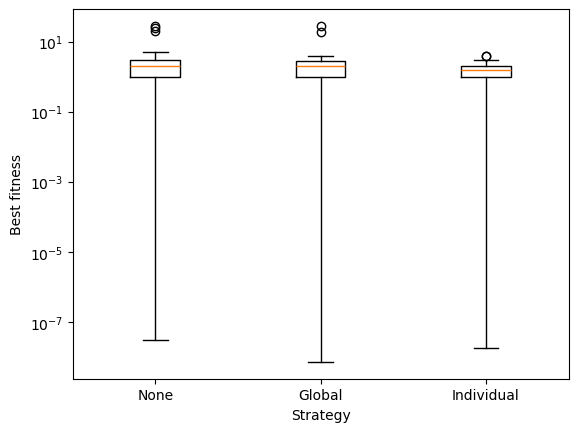 10¹
10⁻¹
10⁻³
10⁻⁵
10⁻⁷
Best fitness
None Global Individual
Strategy